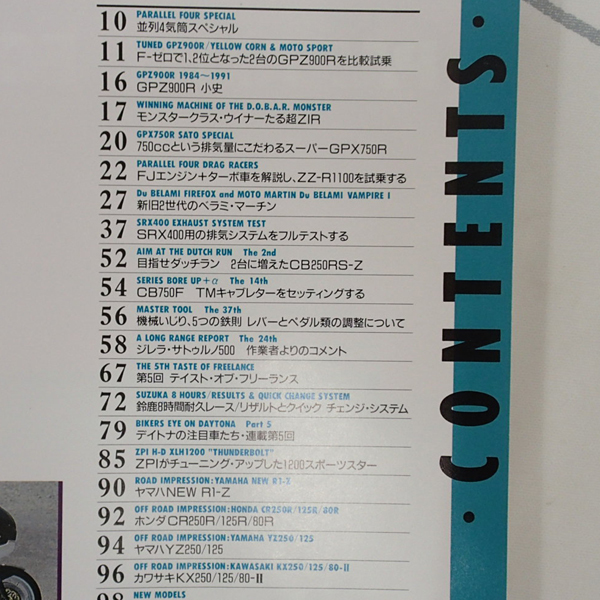 10 PARALLEL FOUR SPECIAL
並列4気筒スペシャル
11 TUNED GPZ900R/YELLOW CORN & MOTO SPORT
F-ゼロで1、2位となった2台のGPZ900Rを比較試乗
16 GPZ900R 1984~1991
GPZ900R 小史
17 WINNING MACHINE OF THE D.O.B.A.R. MONSTER
モンスタークラス・ウイナーたる超Z1R
20 GPX750R SATO SPECIAL
750ccという排気量にこだわるスーパーGPX750R
22 PARALLEL FOUR DRAG RACERS
FJエンジン+ターボ車を解説し、ZZ-R1100を試乗する
27 Du BELAMI FIREFOX and MOTO MARTIN Du BELAMI VAMPIRE I
新旧2世代のベラミ・マーチン
37 SRX400 EXHAUST SYSTEM TEST
SRX400用の排気システムをフルテストする
52 AIM AT THE DUTCH RUN The 2nd
目指せダッチラン 2台に増えたCB250RS-Z
54 SERIES BORE UP+α The 14th
CB750F TMキャブレターをセッティングする
56 MASTER TOOL The 37th
機械いじり、5つの鉄則 レバーとペダル類の調整について
58 A LONG RANGE REPORT The 24th
ジレラ・サトゥルノ500 作業者よりのコメント
67 THE 5TH TASTE OF FREELANCE
第5回 テイスト・オブ・フリーランス
72 SUZUKA 8 HOURS/RESULTS & QUICK CHANGE SYSTEM
鈴鹿8時間耐久レース/リザルトとクイック チェンジ・システム
79 BIKERS EYE ON DAYTONA Part 5
デイトナの注目車たち・連載第5回
85 ZPI H-D XLH1200 "THUNDERBOLT"
ZPIがチューニング・アップした1200スポーツスター
90 ROAD IMPRESSION:YAMAHA NEW R1-Z
ヤマハNEW R1-Z
92 OFF ROAD IMPRESSION:HONDA CR250R/125R/80R
ホンダCR250R/125R/80R
94 OFF ROAD IMPRESSION:YAMAHA YZ250/125
ヤマハYZ250/125
96 OFF ROAD IMPRESSION:KAWASAKI KX250/125/80-II
カワサキKX250/125/80-II
98 NEW MODELS
・CONTENTS・